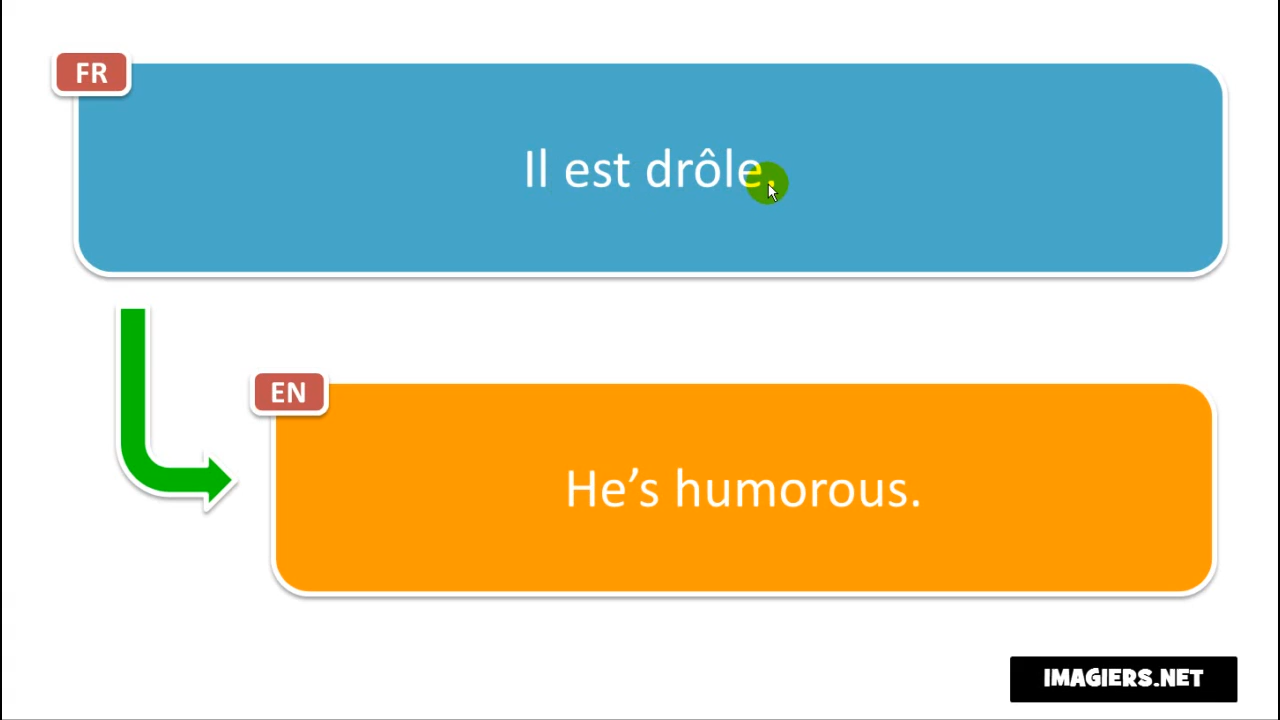 FR
Il est drôle.
EN
He’s humorous.
IMAGIERS.NET